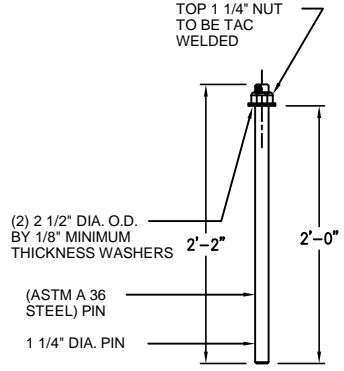 TOP 1 1/4" NUT
TO BE TAC
WELDED
(2) 2 1/2" DIA. O.D.
BY 1/8" MINIMUM
THICKNESS WASHERS
2'-2"
2'-0"
(ASTM A 36
STEEL) PIN
1 1/4" DIA. PIN